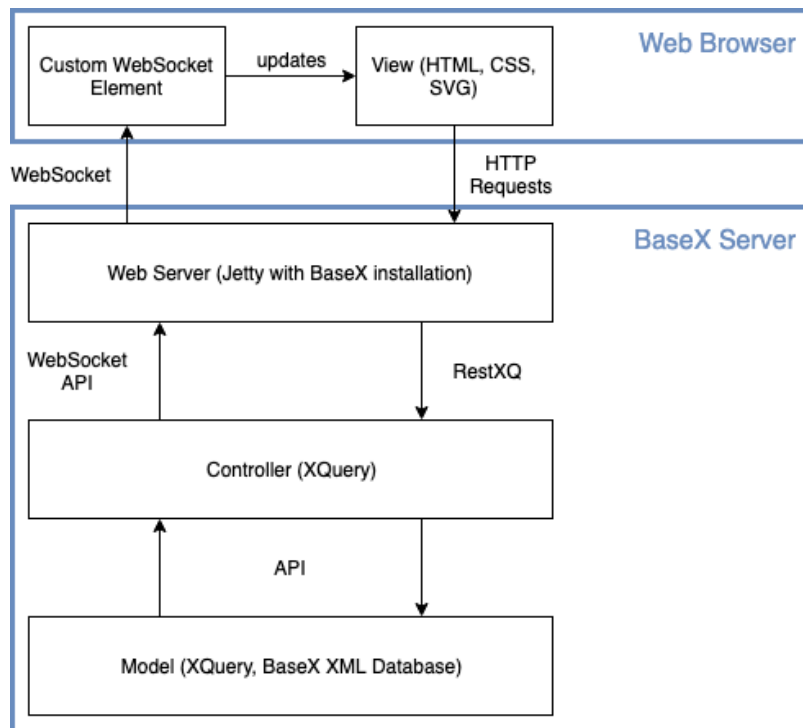 Web Browser
Custom WebSocket
Element
updates
View (HTML, CSS,
SVG)
WebSocket
HTTP
Requests
BaseX Server
Web Server (Jetty with BaseX installation)
WebSocket
API
RestXQ
Controller (XQuery)
API
Model (XQuery, BaseX XML Database)